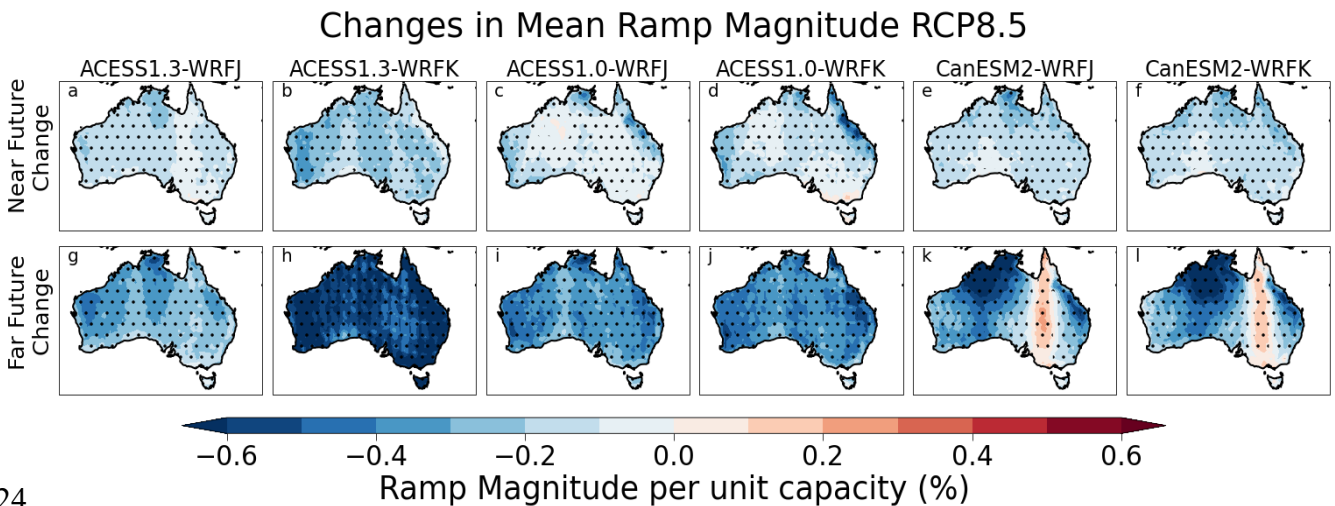 Changes in Mean Ramp Magnitude RCP8.5
ACESS1.3-WRFJ ACESS1.3-WRFK ACESS1.0-WRFJ ACESS1.0-WRFK CanESM2-WRFJ CanESM2-WRFK
Near Future
Change
a b c d e f
Far Future
Change
g h i j k l
−0.6 −0.4 −0.2 0.0 0.2 0.4 0.6
Ramp Magnitude per unit capacity (%)
24